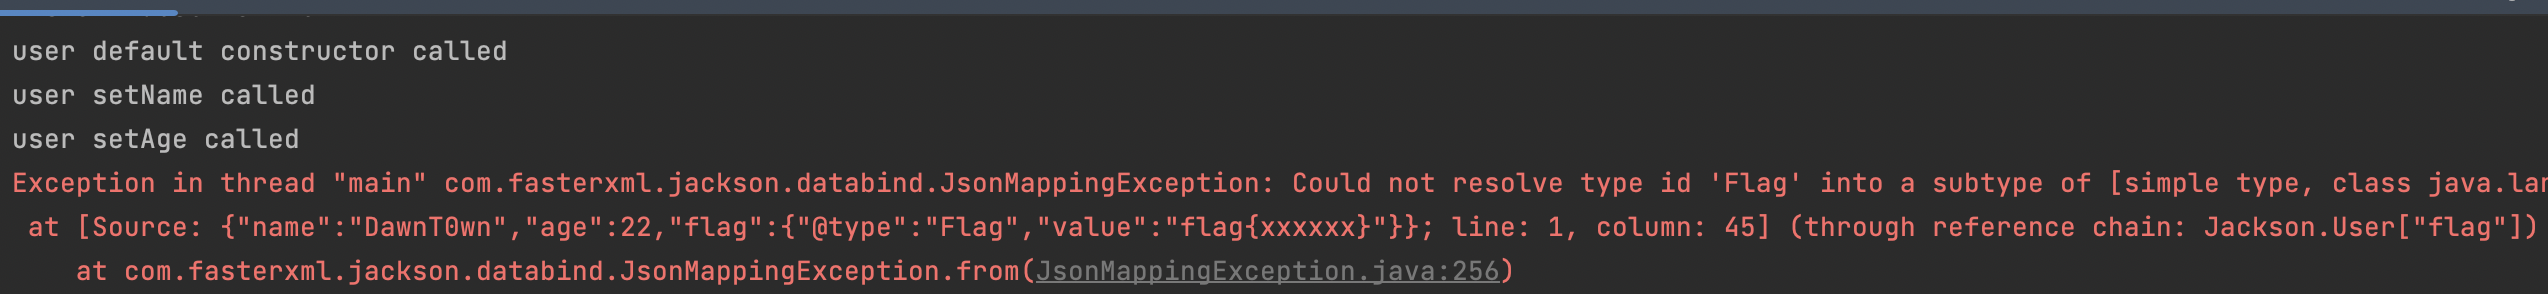 user default constructor called
user setName called
user setAge called
Exception in thread "main" com.fasterxml.jackson.databind.JsonMappingException: Could not resolve type id 'Flag' into a subtype of [simple type, class java.lan
at [Source: {"name":"DawnT0wn","age":22,"flag":{"@type":"Flag","value":"flag{xxxxxx}"}}; line: 1, column: 45] (through reference chain: Jackson.User["flag"])
at com.fasterxml.jackson.databind.JsonMappingException.from(JsonMappingException.java:256)